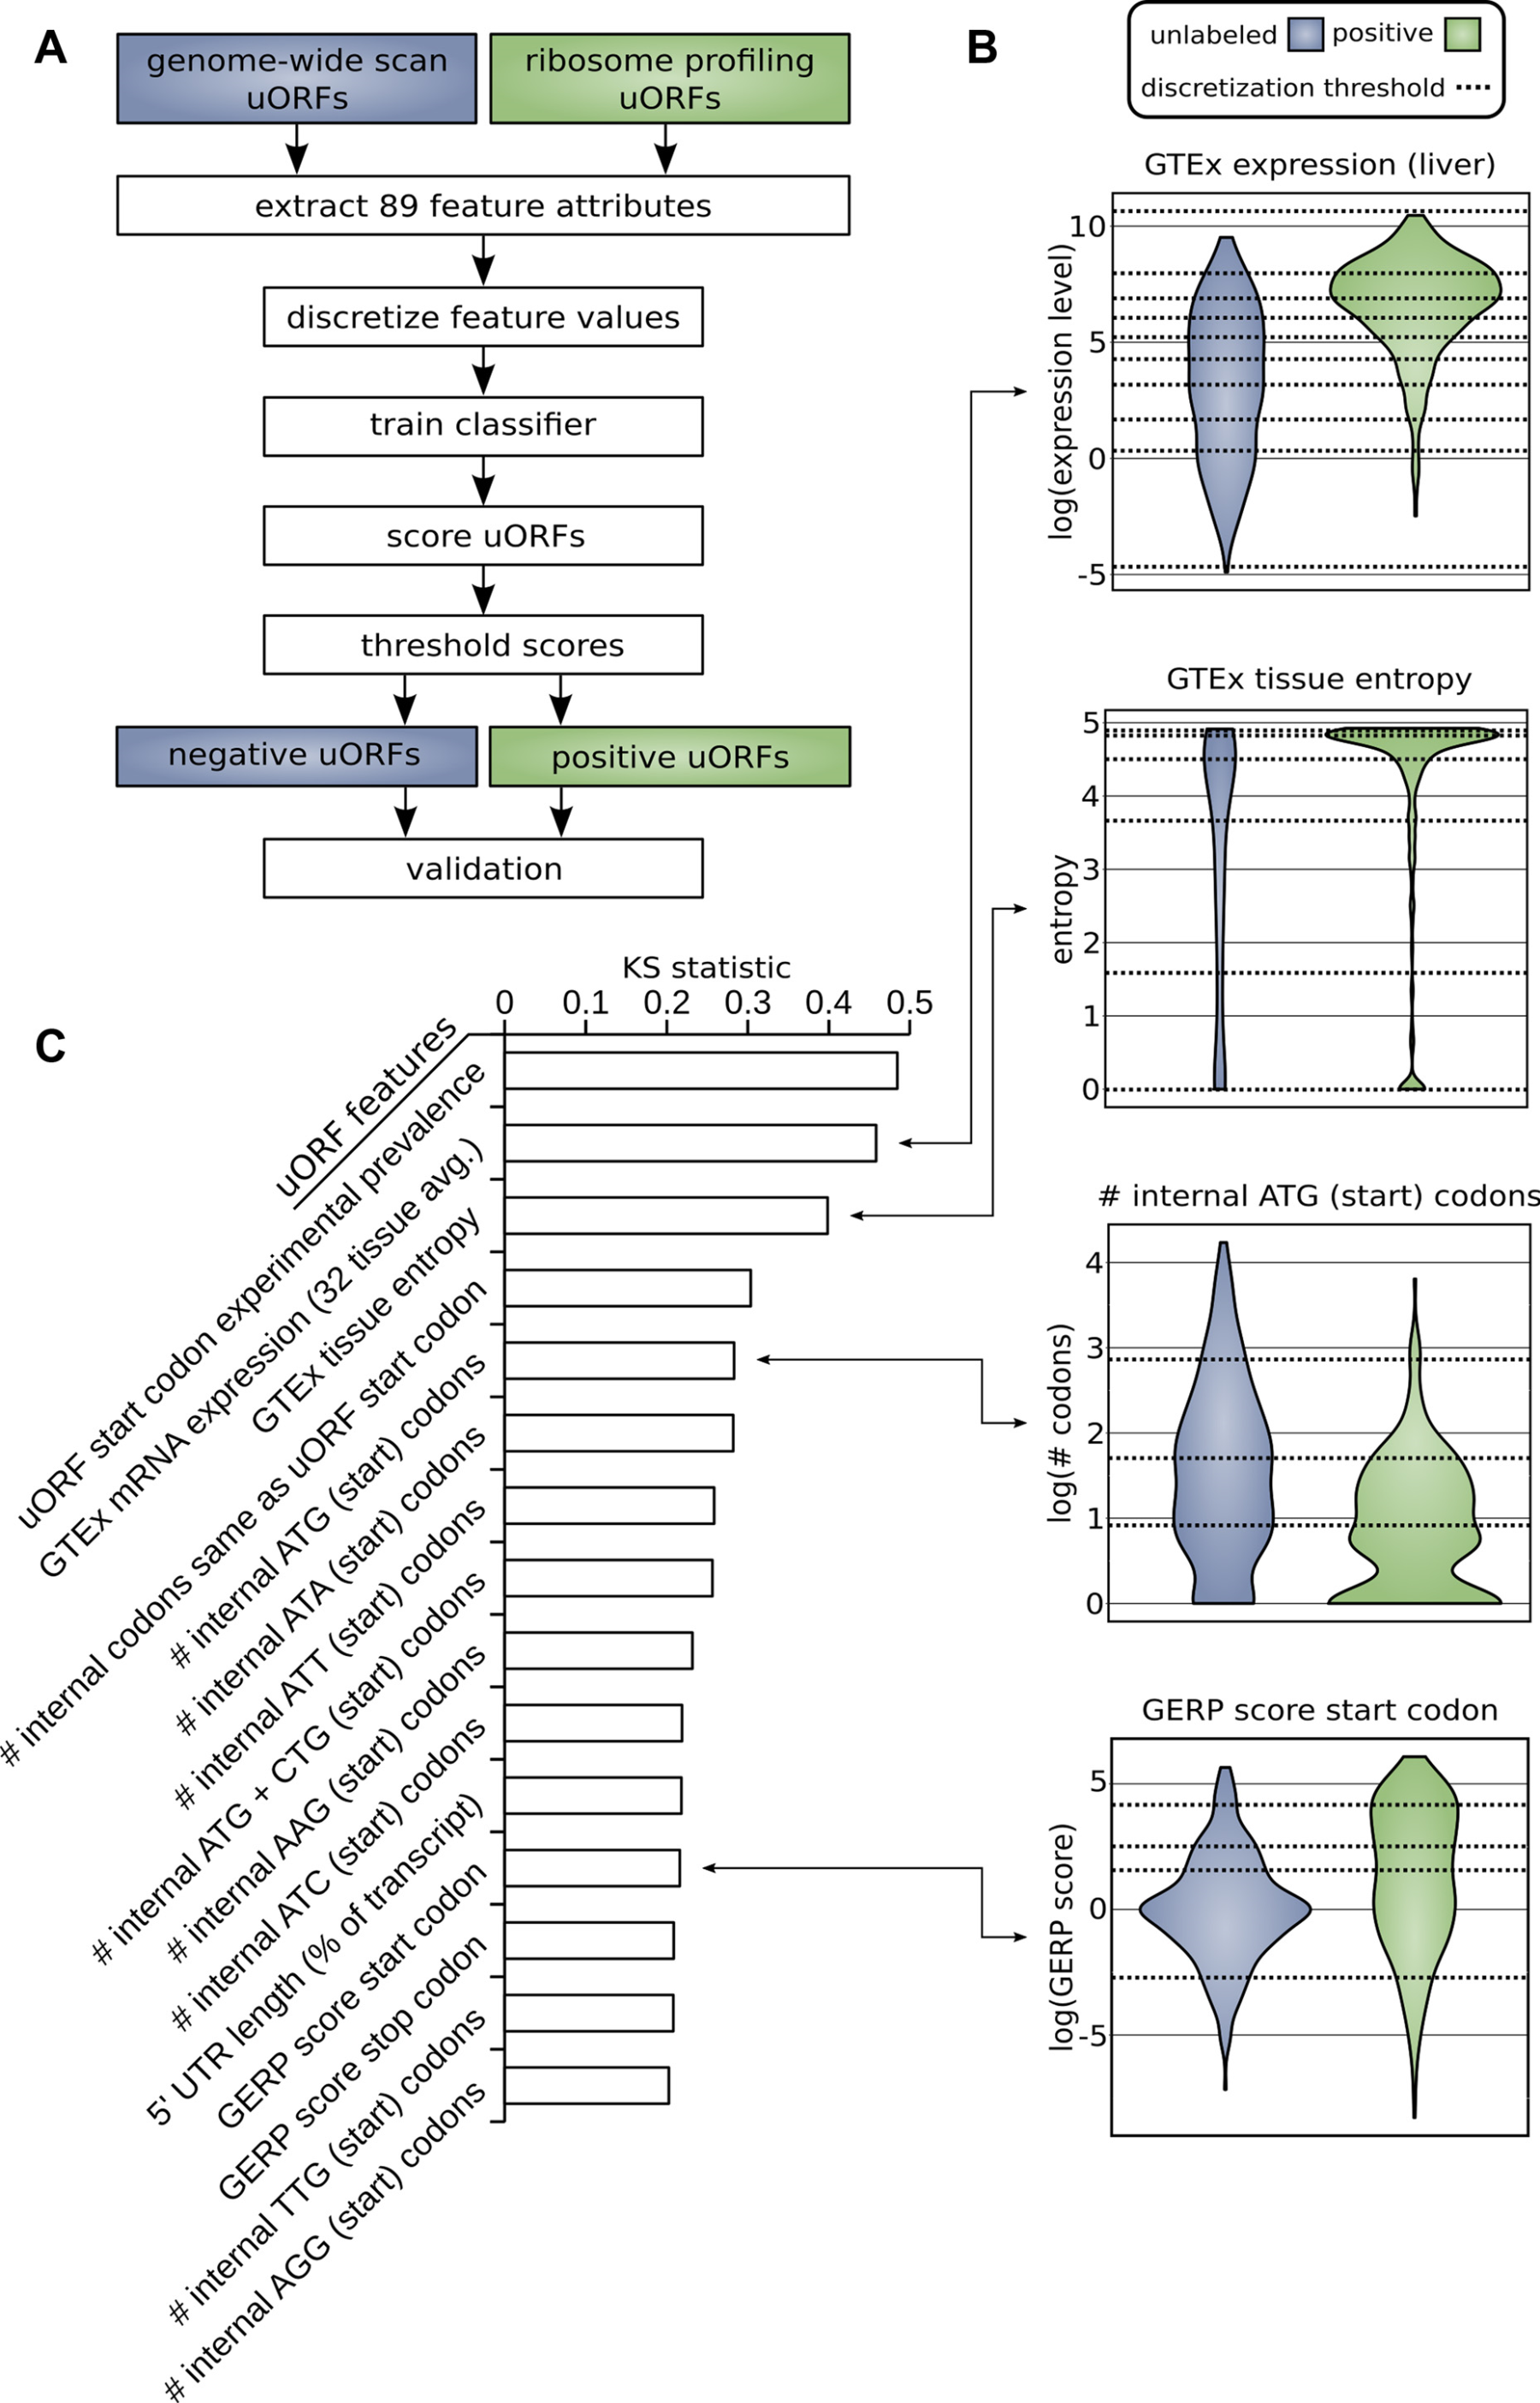 A
genome-wide scan
uORFs
ribosome profiling
uORFs
extract 89 feature attributes
discretize feature values
train classifier
score uORFs
threshold scores
negative uORFs
positive uORFs
validation
B
unlabeled
positive
discretization threshold
GTEx expression (liver)
log(expression level)
10
5
0
-5
GTEx tissue entropy
entropy
5
4
3
2
1
0
# internal ATG (start) codons
log(# codons)
4
3
2
1
0
GERP score start codon
log(GERP score)
5
0
-5
C
KS statistic
0 0.1 0.2 0.3 0.4 0.5
uORF features
uORF start codon experimental prevalence
GTEx mRNA expression (32 tissue avg.)
GTEx tissue entropy
# internal codons same as uORF start codon
# internal ATG (start) codons
# internal ATA (start) codons
# internal ATT (start) codons
# internal ATG + CTG (start) codons
# internal AAG (start) codons
# internal ATC (start) codons
5' UTR length (% of transcript)
GERP score start codon
GERP score stop codon
# internal TTG (start) codons
# internal AGG (start) codons